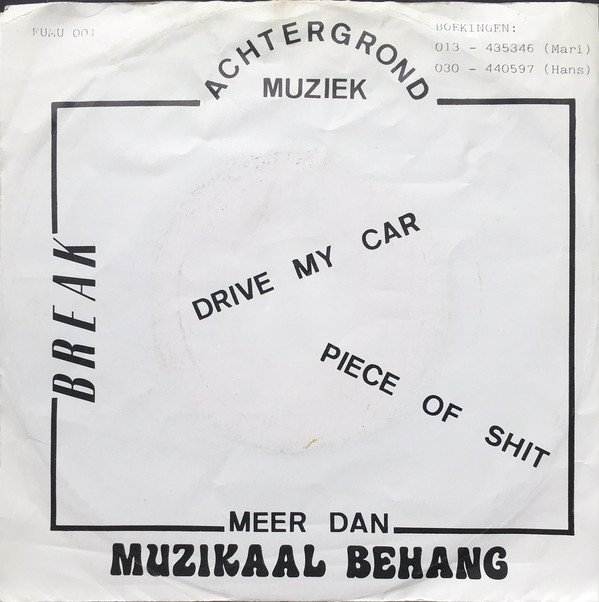 FUMU 001
BOEKINGEN:
013 - 435346 (Mari)
030 - 440597 (Hans)
ACHTERGROND
MUZIEK
BREAK
DRIVE MY CAR
PIECE OF SHIT
MEER DAN
MUZIKAAL BEHANG